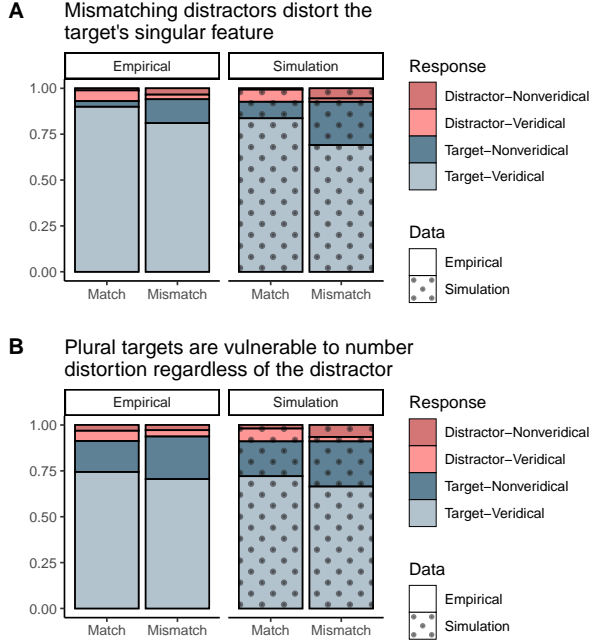 A
Mismatching distractors distort the
target's singular feature
Empirical
Simulation
1.00
0.75
0.50
0.25
0.00
Match
Mismatch
Match
Mismatch
Response
Distractor−Nonveridical
Distractor−Veridical
Target−Nonveridical
Target−Veridical
Data
Empirical
Simulation
B
Plural targets are vulnerable to number
distortion regardless of the distractor
Empirical
Simulation
1.00
0.75
0.50
0.25
0.00
Match
Mismatch
Match
Mismatch
Response
Distractor−Nonveridical
Distractor−Veridical
Target−Nonveridical
Target−Veridical
Data
Empirical
Simulation